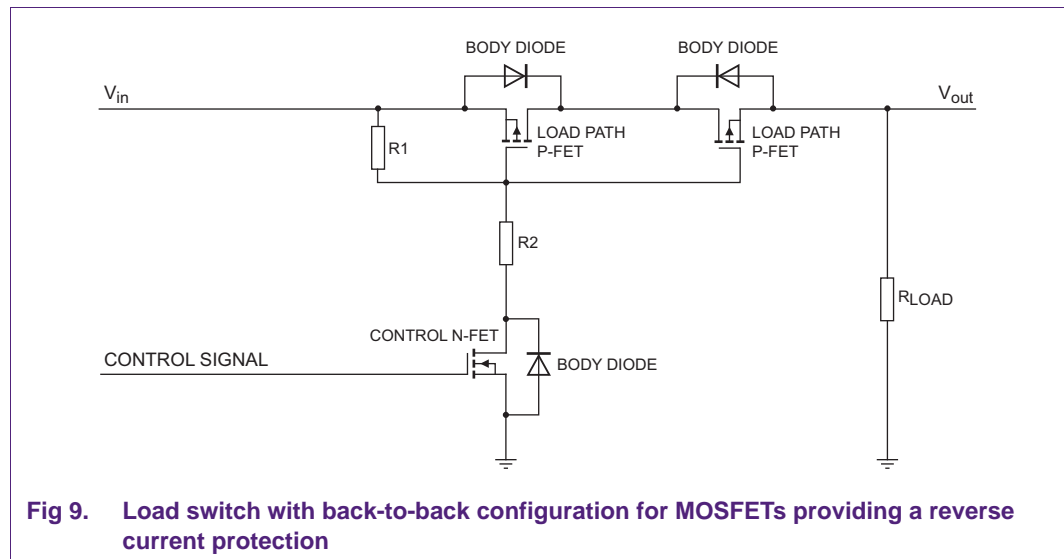 BODY DIODE
BODY DIODE
Vin
Vout
R1
LOAD PATH
P-FET
LOAD PATH
P-FET
R2
RLOAD
CONTROL N-FET
CONTROL SIGNAL
BODY DIODE
Fig 9. Load switch with back-to-back configuration for MOSFETs providing a reverse
current protection